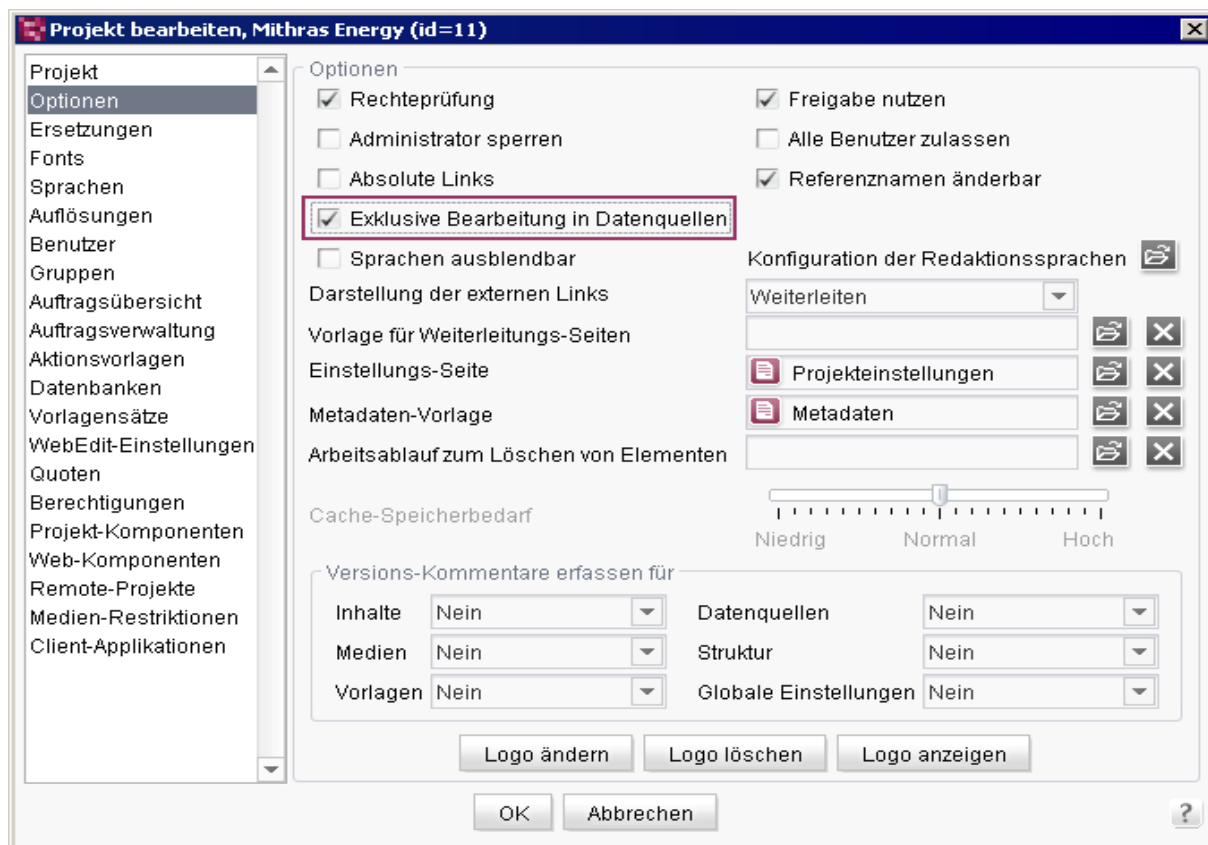 Projekt bearbeiten, Mithras Energy (id=11)
Projekt
Optionen
Ersetzungen
Fonts
Sprachen
Auflösungen
Benutzer
Gruppen
Auftragsübersicht
Auftragsverwaltung
Aktionsvorlagen
Datenbanken
Vorlagensätze
WebEdit-Einstellungen
Quoten
Berechtigungen
Projekt-Komponenten
Web-Komponenten
Remote-Projekte
Medien-Restriktionen
Client-Applikationen
Optionen
Rechteprüfung Freigabe nutzen
Administrator sperren Alle Benutzer zulassen
Absolute Links Referenznamen änderbar
Exklusive Bearbeitung in Datenquellen
Sprachen ausblendbar Konfiguration der Redaktionssprachen
Darstellung der externen Links Weiterleiten
Vorlage für Weiterleitungs-Seiten
Einstellungs-Seite Projekteinstellungen
Metadaten-Vorlage Metadaten
Arbeitsablauf zum Löschen von Elementen
Cache-Speicherbedarf
Niedrig Normal Hoch
Versions-Kommentare erfassen für
Inhalte Nein Datenquellen Nein
Medien Nein Struktur Nein
Vorlagen Nein Globale Einstellungen Nein
Logo ändern Logo löschen Logo anzeigen
OK Abbrechen ?